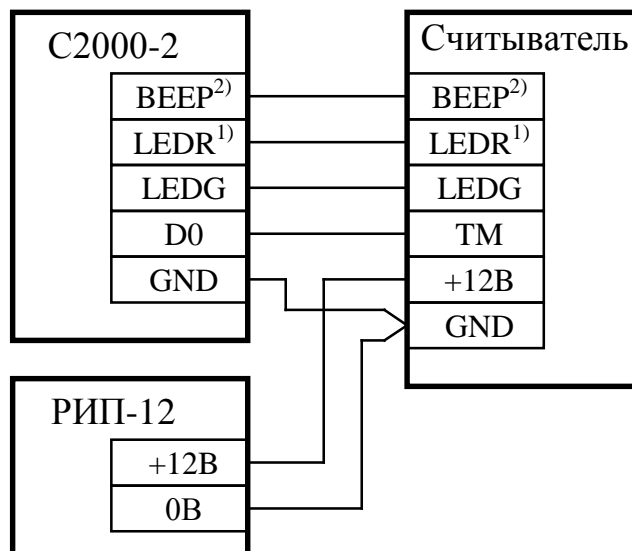 С2000-2
BEEP2)
LEDR1)
LEDG
D0
GND
Считыватель
BEEP2)
LEDR1)
LEDG
TM
+12В
GND
РИП-12
+12В
0В